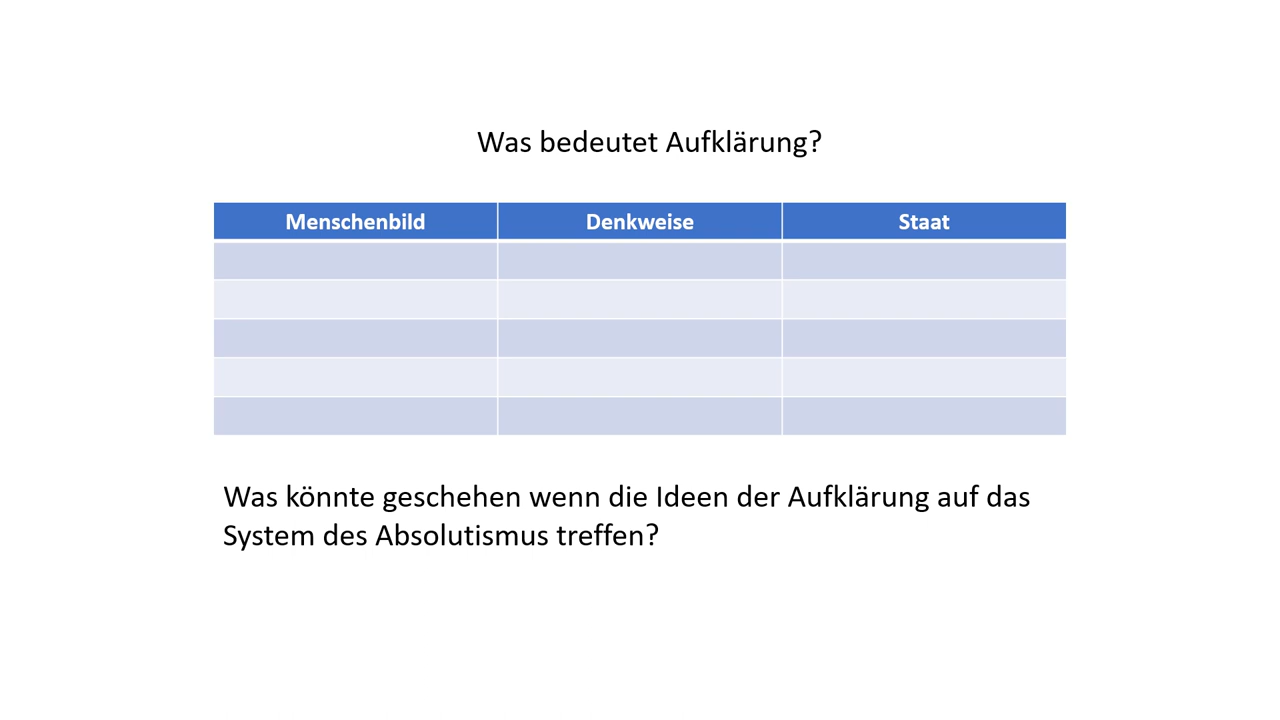 Was bedeutet Aufklärung?
Menschenbild Denkweise Staat
Was könnte geschehen wenn die Ideen der Aufklärung auf das
System des Absolutismus treffen?